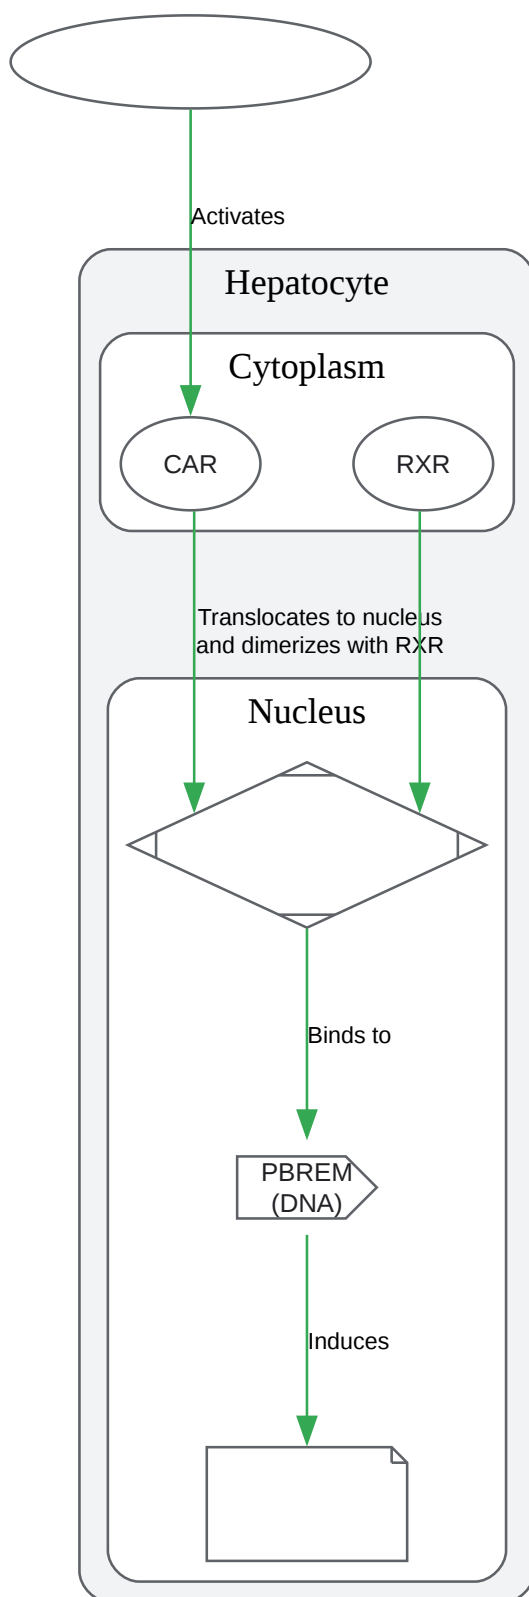 Activates
Hepatocyte
Cytoplasm
CAR
RXR
Translocates to nucleus
and dimerizes with RXR
Nucleus
Binds to
PBREM
(DNA)
Induces